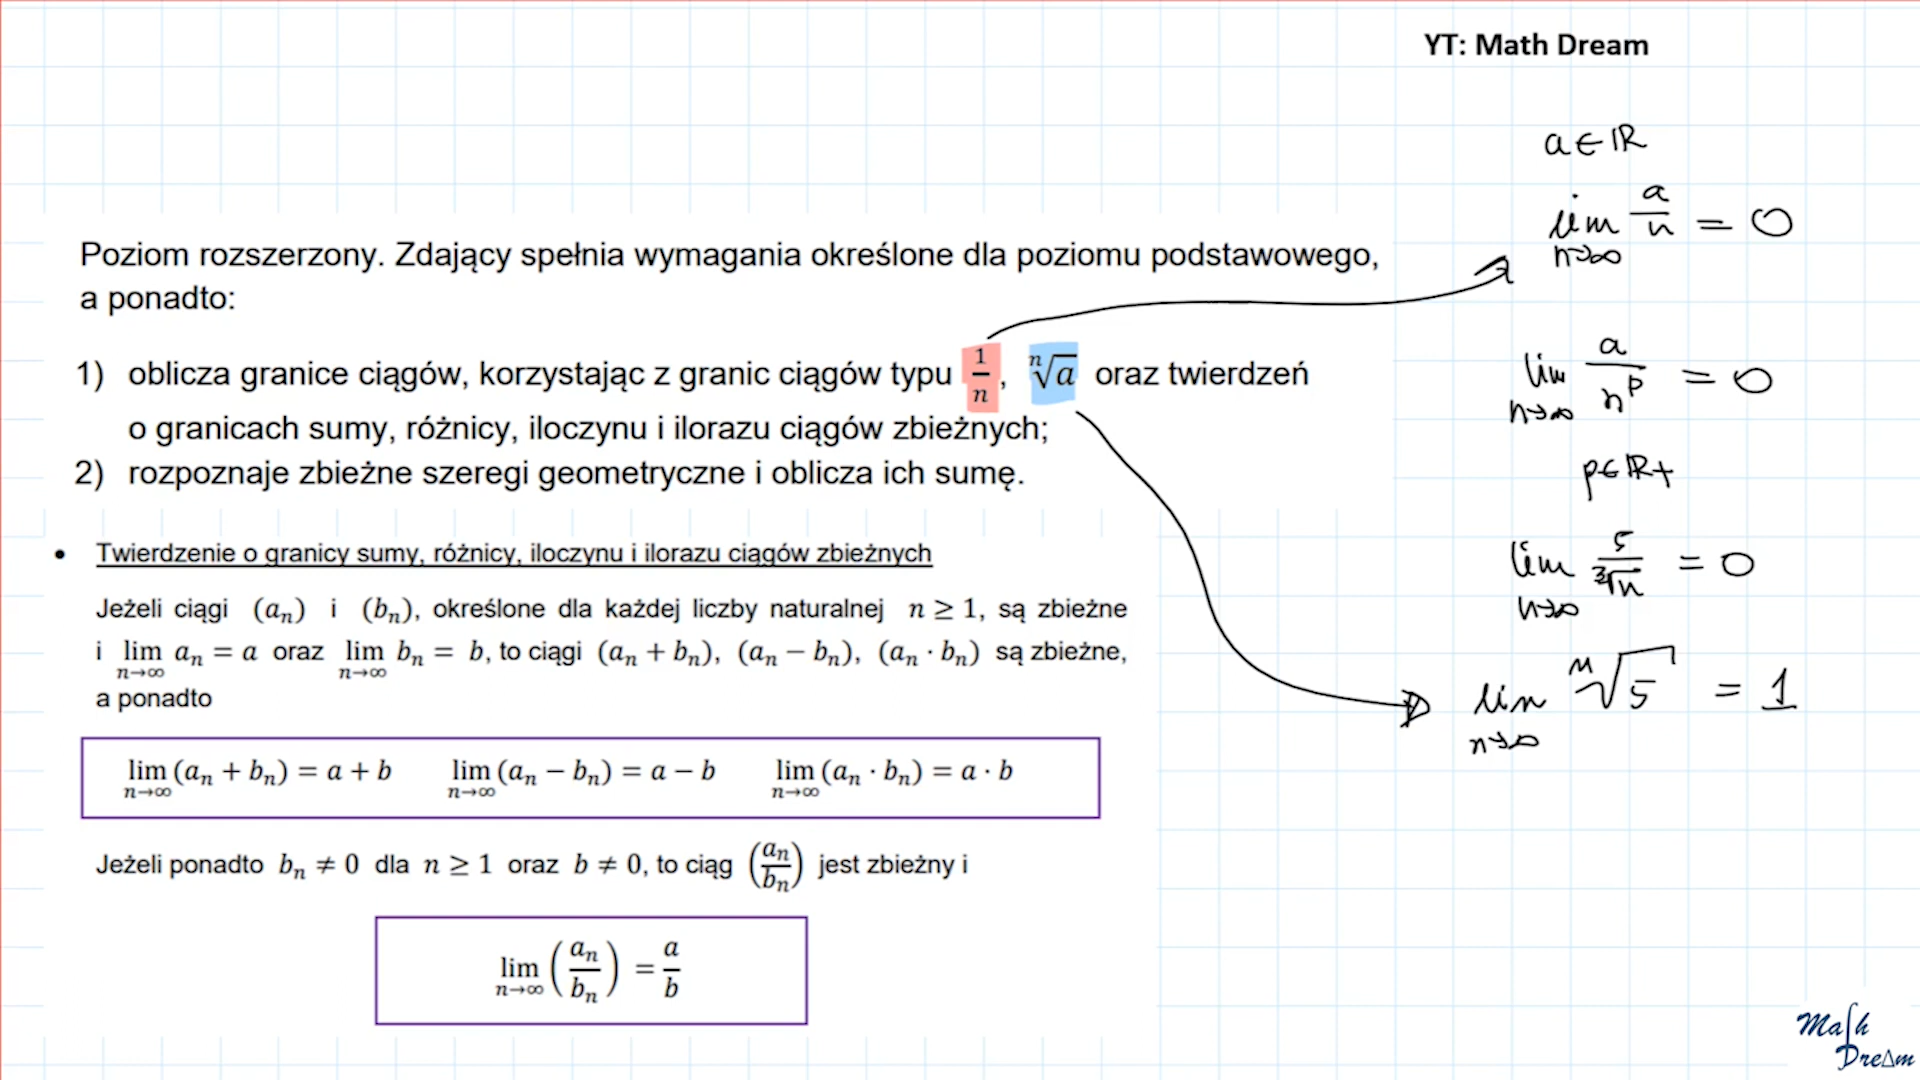 YT: Math Dream
a∈ℝ
lim n→∞ a/n = 0
Poziom rozszerzony. Zdający spełnia wymagania określone dla poziomu podstawowego,
a ponadto:
1) oblicza granice ciągów, korzystając z granic ciągów typu 1/n, ⁿ√a oraz twierdzeń
o granicach sumy, różnicy, iloczynu i ilorazu ciągów zbieżnych;
2) rozpoznaje zbieżne szeregi geometryczne i oblicza ich sumę.
lim n→∞ a/n^p = 0
p∈ℝ+
lim n→∞ 5/³√n = 0
lim n→∞ ⁿ√5 = 1
• Twierdzenie o granicy sumy, różnicy, iloczynu i ilorazu ciągów zbieżnych
Jeżeli ciągi (aₙ) i (bₙ), określone dla każdej liczby naturalnej n ≥ 1, są zbieżne
i lim n→∞ aₙ = a oraz lim n→∞ bₙ = b, to ciągi (aₙ + bₙ), (aₙ − bₙ), (aₙ · bₙ) są zbieżne,
a ponadto
lim n→∞ (aₙ + bₙ) = a + b lim n→∞ (aₙ − bₙ) = a − b lim n→∞ (aₙ · bₙ) = a · b
Jeżeli ponadto bₙ ≠ 0 dla n ≥ 1 oraz b ≠ 0, to ciąg (aₙ/bₙ) jest zbieżny i
lim n→∞ (aₙ/bₙ) = a/b
Math
Dream